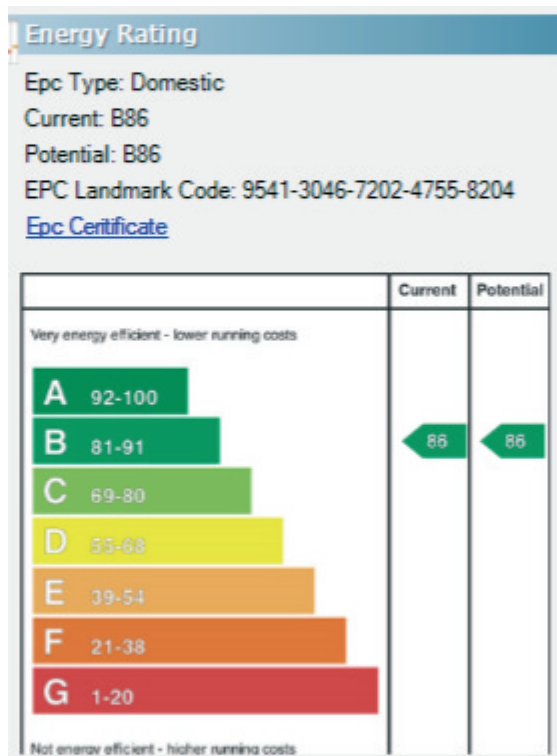 Energy Rating
Epc Type: Domestic
Current: B86
Potential: B86
EPC Landmark Code: 9541-3046-7202-4755-8204
Epc Ceritificate
Current Potential
Very energy efficient - lower running costs
A 92-100
B 81-91 86 86
C 69-80
D 55-68
E 39-54
F 21-38
G 1-20
Not energy efficient - higher running costs